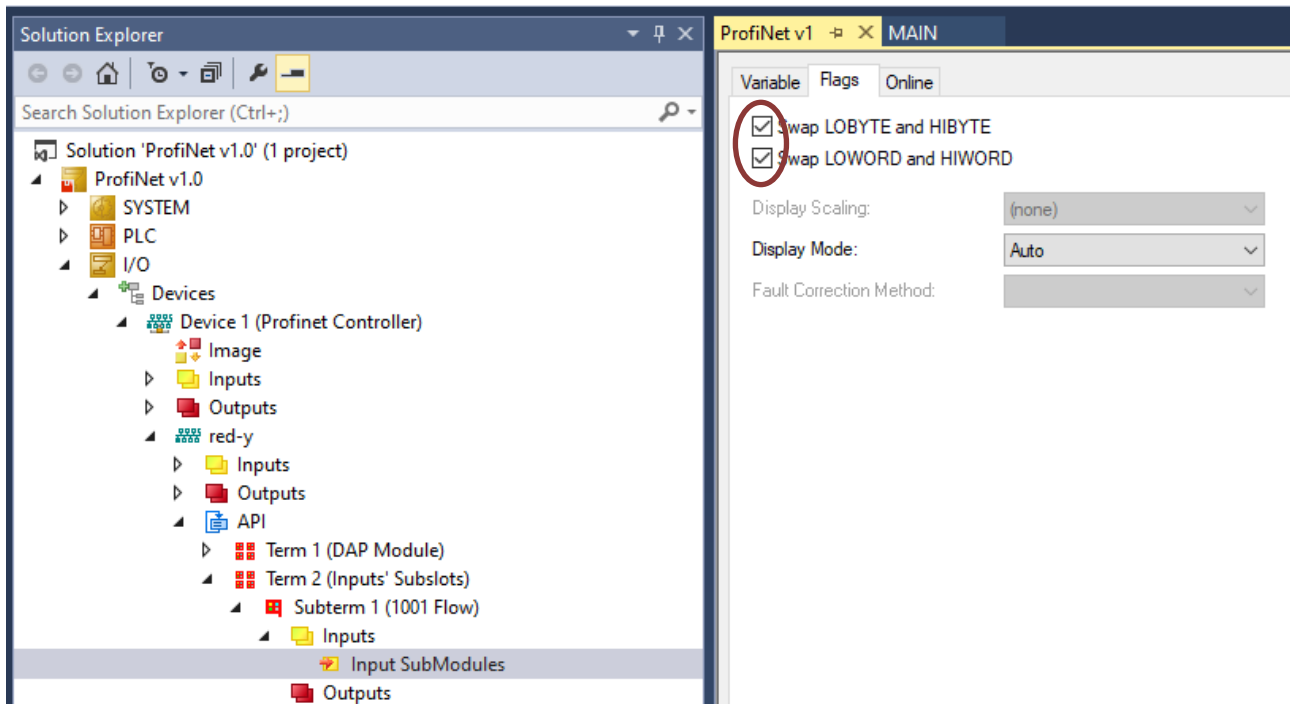 Solution Explorer
Search Solution Explorer (Ctrl+;)
Solution 'ProfiNet v1.0' (1 project)
ProfiNet v1.0
SYSTEM
PLC
I/O
Devices
Device 1 (Profinet Controller)
Image
Inputs
Outputs
red-y
Inputs
Outputs
API
Term 1 (DAP Module)
Term 2 (Inputs' Subslots)
Subterm 1 (1001 Flow)
Inputs
Input SubModules
Outputs
ProfiNet v1 MAIN
Variable Flags Online
Swap LOBYTE and HIBYTE
Swap LOWORD and HIWORD
Display Scaling: (none)
Display Mode: Auto
Fault Correction Method: